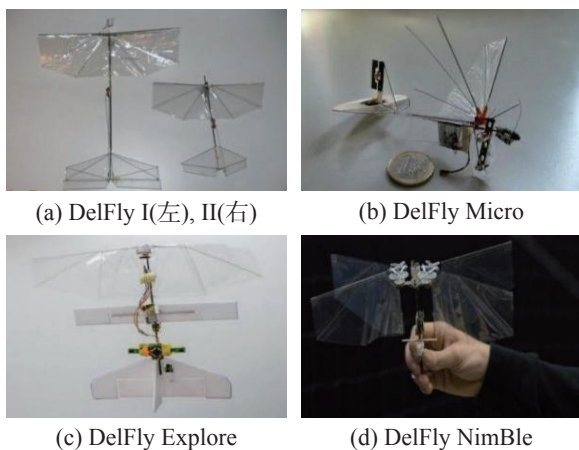 (a) DelFly I(左), II(右)
(b) DelFly Micro
(c) DelFly Explore
(d) DelFly NimBle